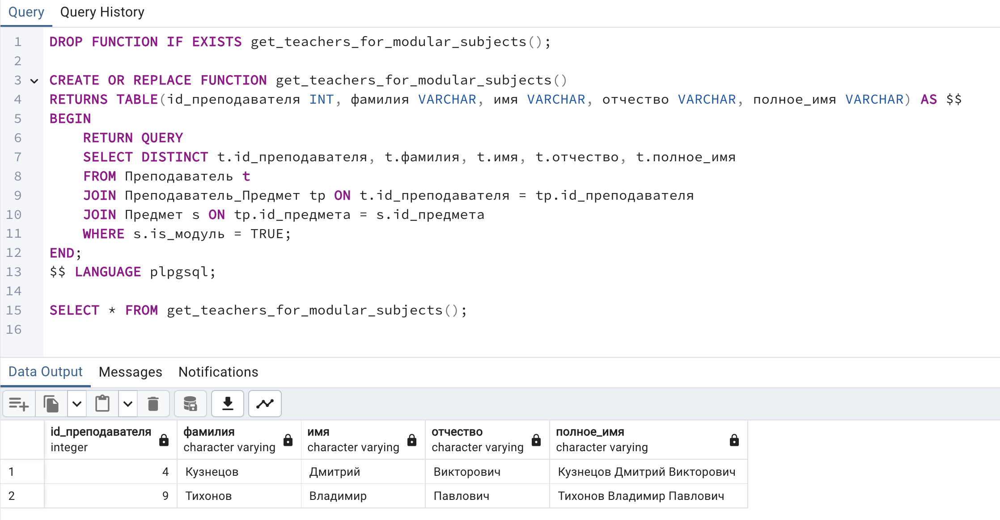 Query Query History
1 DROP FUNCTION IF EXISTS get_teachers_for_modular_subjects();
2
3 CREATE OR REPLACE FUNCTION get_teachers_for_modular_subjects()
4 RETURNS TABLE(id_преподавателя INT, фамилия VARCHAR, имя VARCHAR, отчество VARCHAR, полное_имя VARCHAR) AS $$
5 BEGIN
6     RETURN QUERY
7     SELECT DISTINCT t.id_преподавателя, t.фамилия, t.имя, t.отчество, t.полное_имя
8     FROM Преподаватель t
9     JOIN Преподаватель_Предмет tp ON t.id_преподавателя = tp.id_преподавателя
10     JOIN Предмет s ON tp.id_предмета = s.id_предмета
11     WHERE s.is_модуль = TRUE;
12 END;
13 $$ LANGUAGE plpgsql;
14
15 SELECT * FROM get_teachers_for_modular_subjects();
16
Data Output Messages Notifications
id_преподавателя фамилия имя отчество полное_имя
integer character varying character varying character varying character varying
1 4 Кузнецов Дмитрий Викторович Кузнецов Дмитрий Викторович
2 9 Тихонов Владимир Павлович Тихонов Владимир Павлович